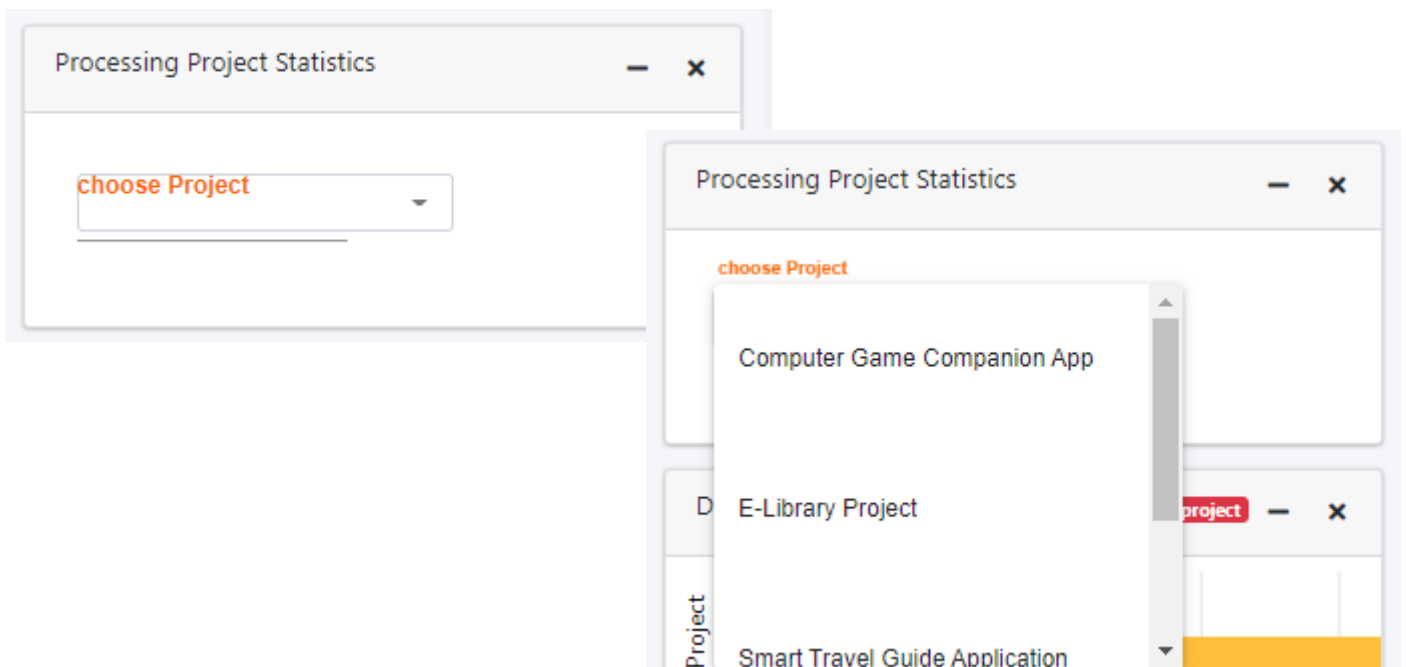 Processing Project Statistics
choose Project
Processing Project Statistics
choose Project
Computer Game Companion App
D
project
E-Library Project
Project
Smart Travel Guide Application